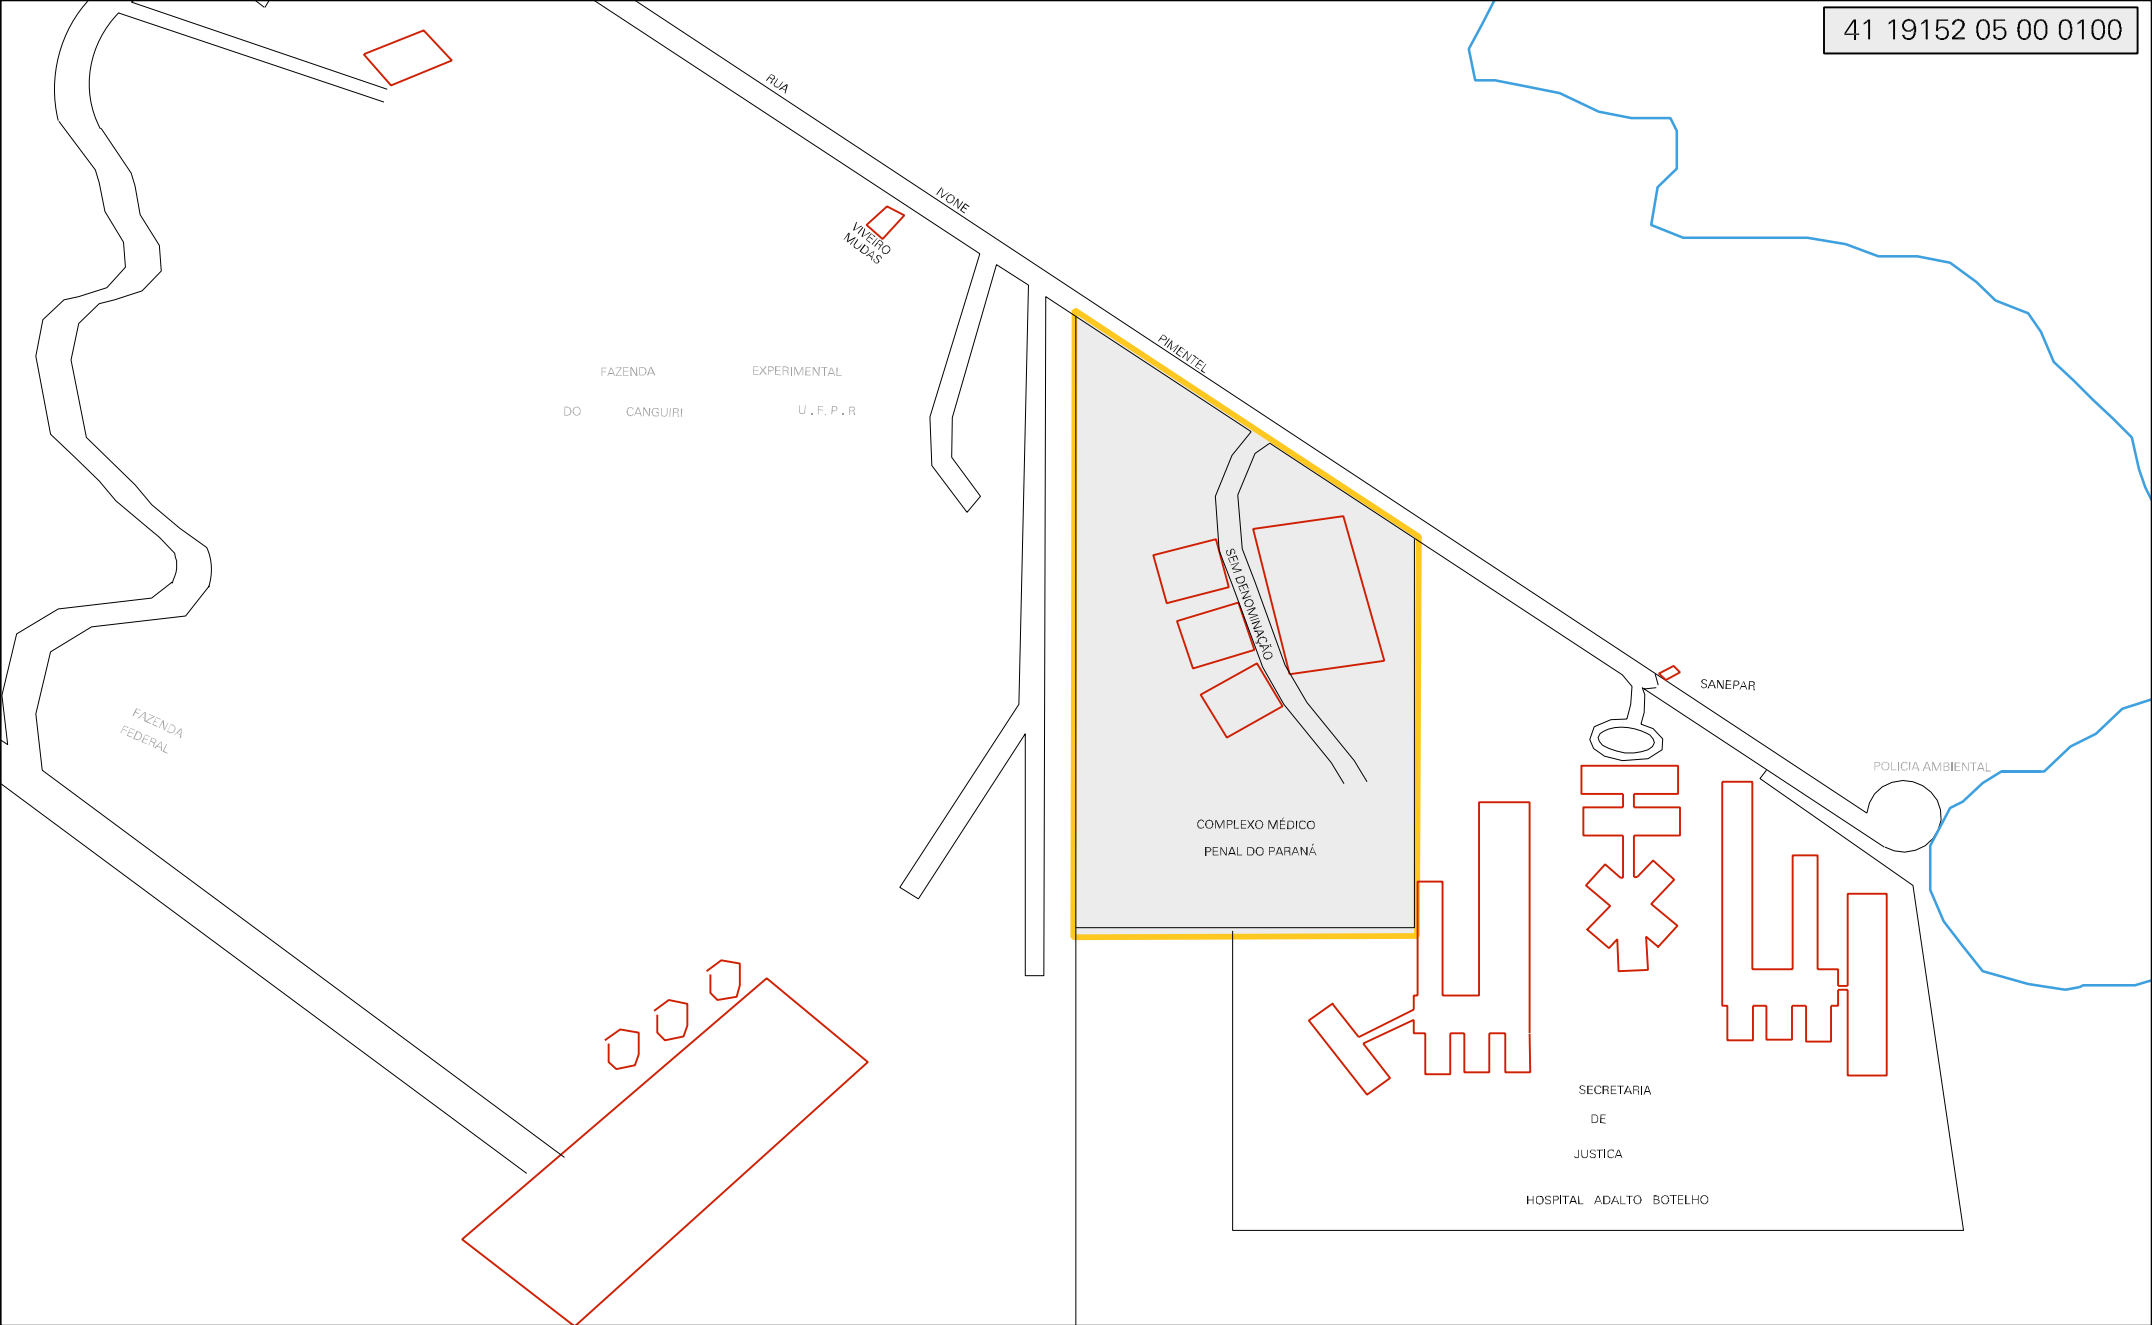 41 19152 05 00 0100
RUA
IVONE
VIVEIRO
MUDAS
PIMENTEL
FAZENDA EXPERIMENTAL
DO CANGUIRI U.F.P.R
SEM DENOMINAÇÃO
SANEPAR
FAZENDA
FEDERAL
POLICIA AMBIENTAL
COMPLEXO MÉDICO
PENAL DO PARANÁ
SECRETARIA
DE
JUSTICA
HOSPITAL ADALTO BOTELHO